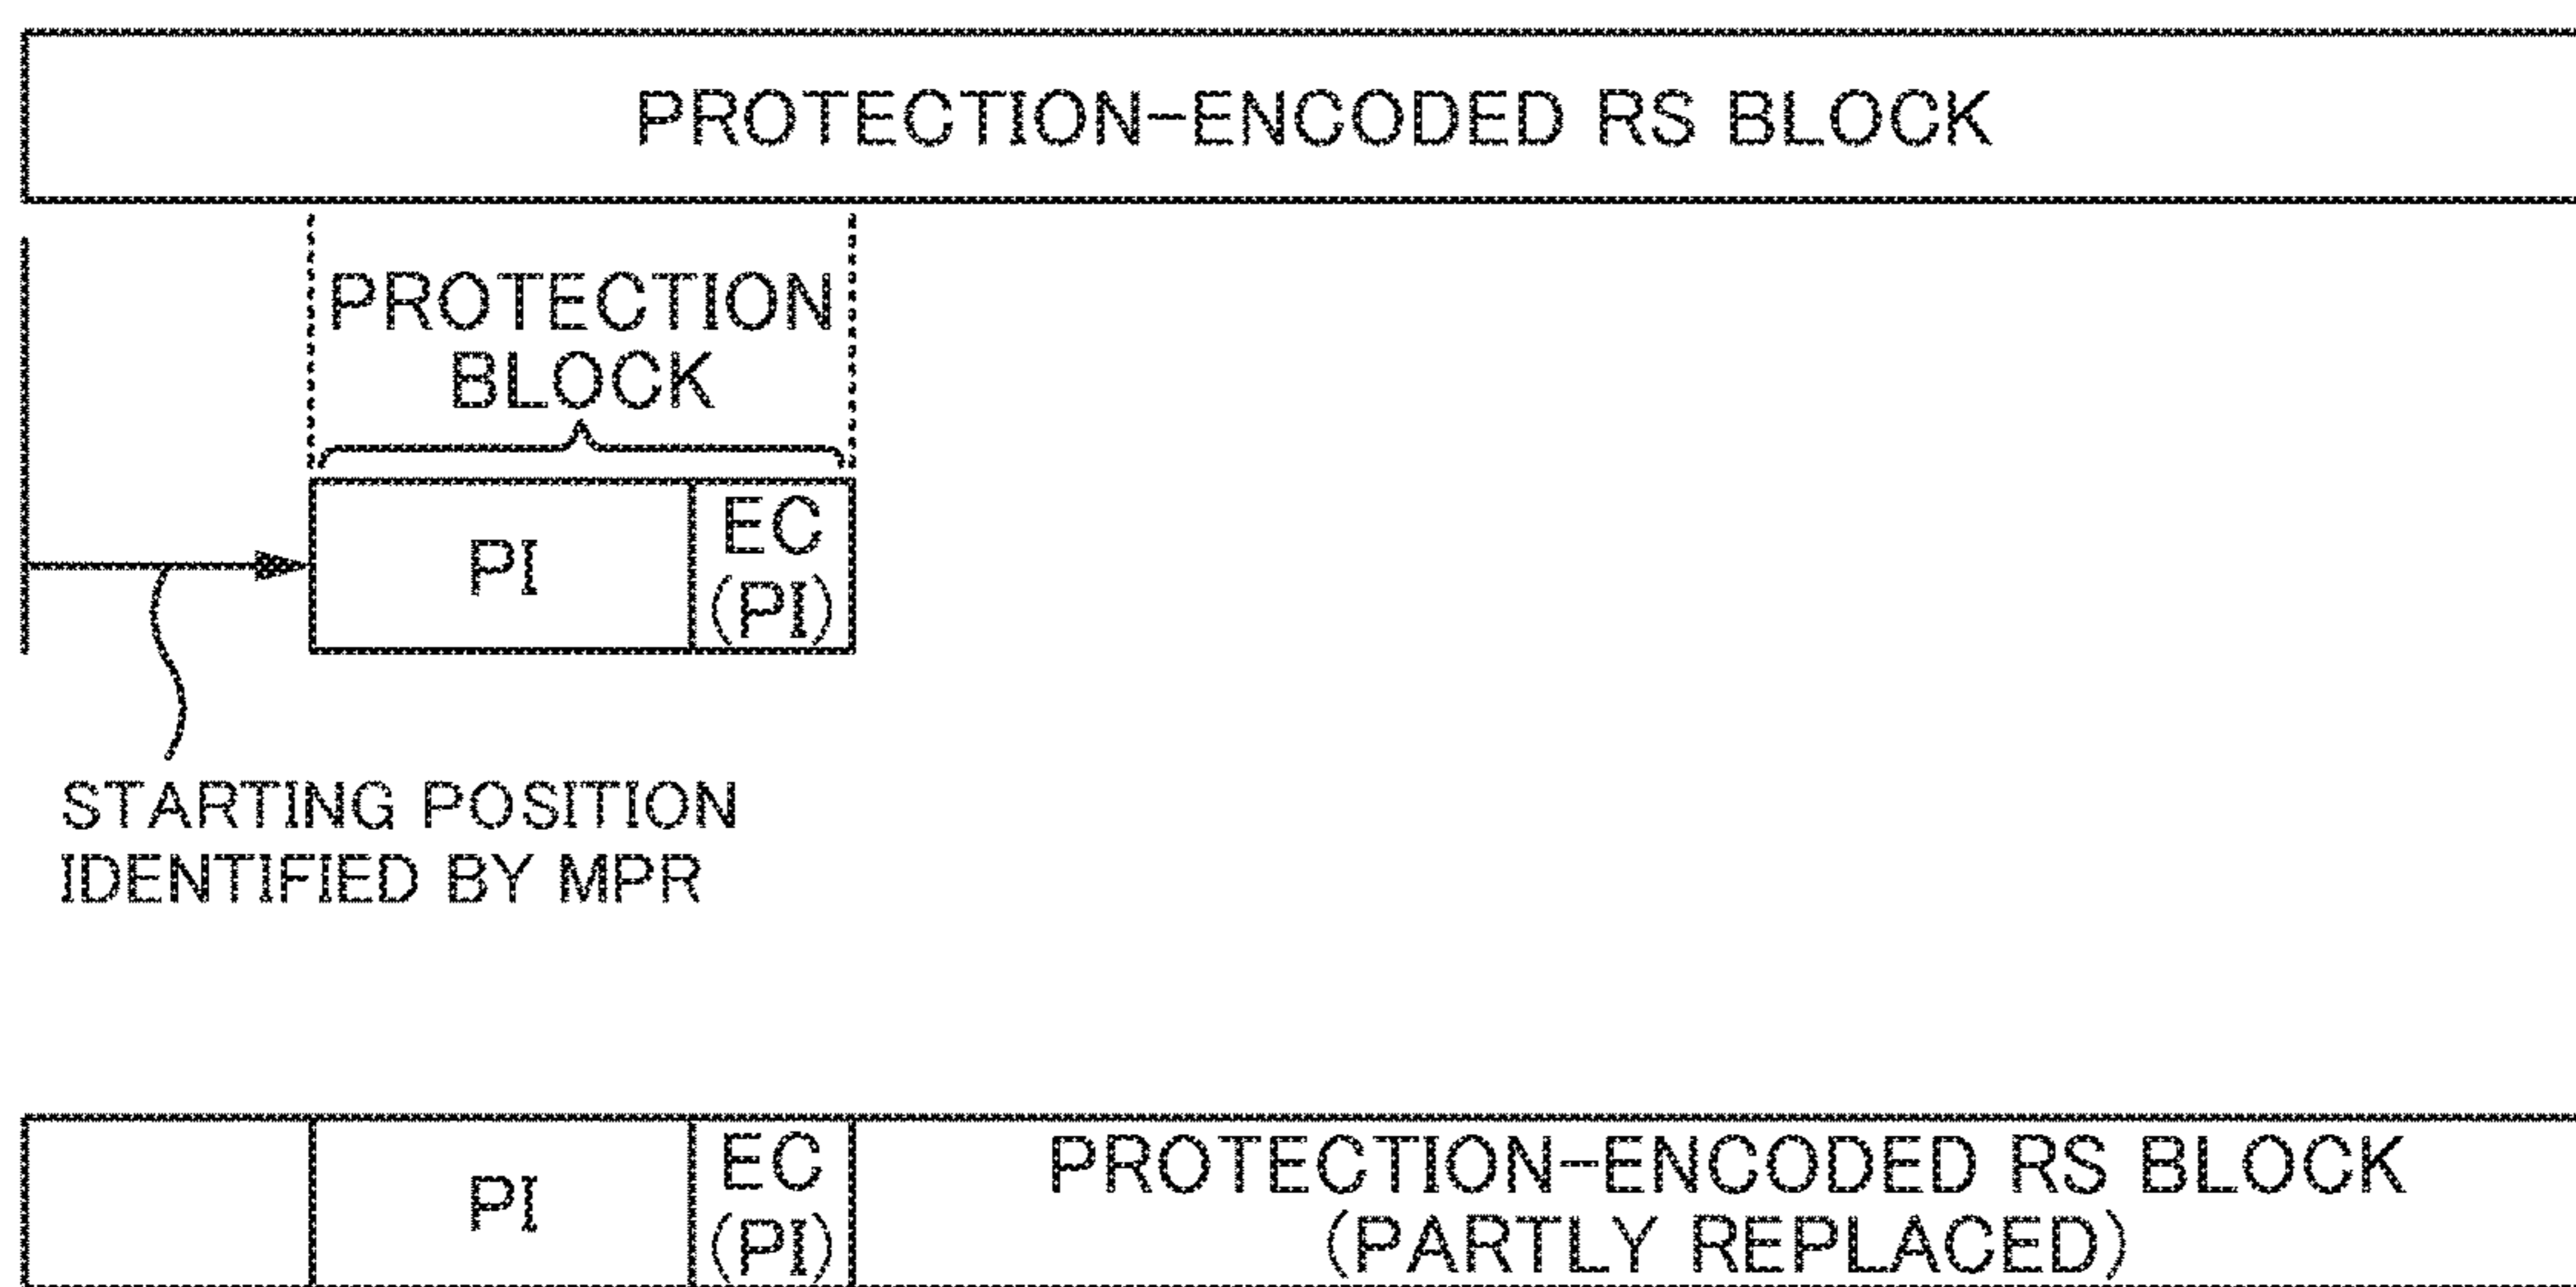 PROTECTION-ENCODED RS BLOCK
PROTECTION
BLOCK
PI
EC
(PI)
STARTING POSITION
IDENTIFIED BY MPR
PI
EC
(PI)
PROTECTION-ENCODED RS BLOCK
(PARTLY REPLACED)